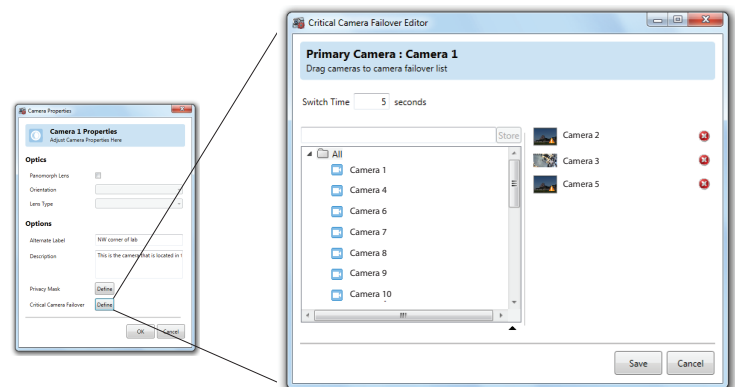 Camera Properties
Camera 1 Properties
Adjust Camera Properties Here
Optics
Panomorph Lens
Orientation
Lens Type
Options
Alternate Label NW corner of lab
Description This is the camera that is located in
Privacy Mask Define
Critical Camera Failover Define
OK Cancel
Critical Camera Failover Editor
Primary Camera : Camera 1
Drag cameras to camera failover list
Switch Time 5 seconds
Store
All
Camera 1
Camera 4
Camera 6
Camera 7
Camera 8
Camera 9
Camera 10
Camera 2
Camera 3
Camera 5
Save Cancel